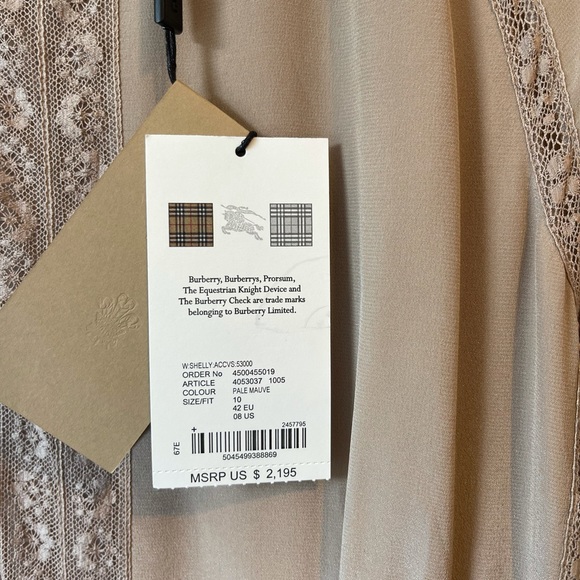 Burberry, Burberrys, Prorsum,
The Equestrian Knight Device and
The Burberry Check are trade marks
belonging to Burberry Limited.
W:SHELLY:ACCVS:53000
ORDER No 4500455019
ARTICLE 4053037 1005
COLOUR PALE MAUVE
SIZE/FIT 10
42 EU
08 US
67E
+ 2457795
5045499388869
MSRP US $ 2,195